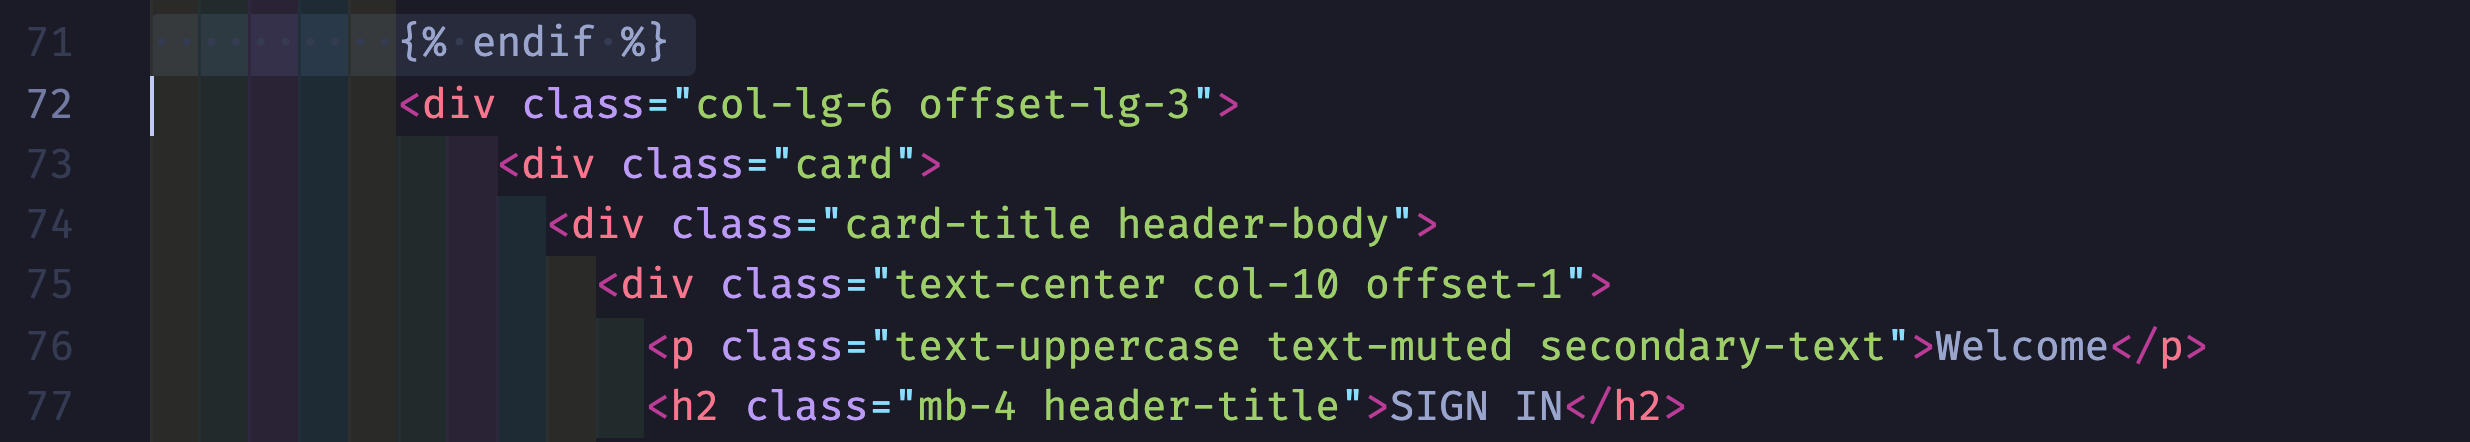 71 {% endif %}
72 <div class="col-lg-6 offset-lg-3">
73 <div class="card">
74 <div class="card-title header-body">
75 <div class="text-center col-10 offset-1">
76 <p class="text-uppercase text-muted secondary-text">Welcome</p>
77 <h2 class="mb-4 header-title">SIGN IN</h2>